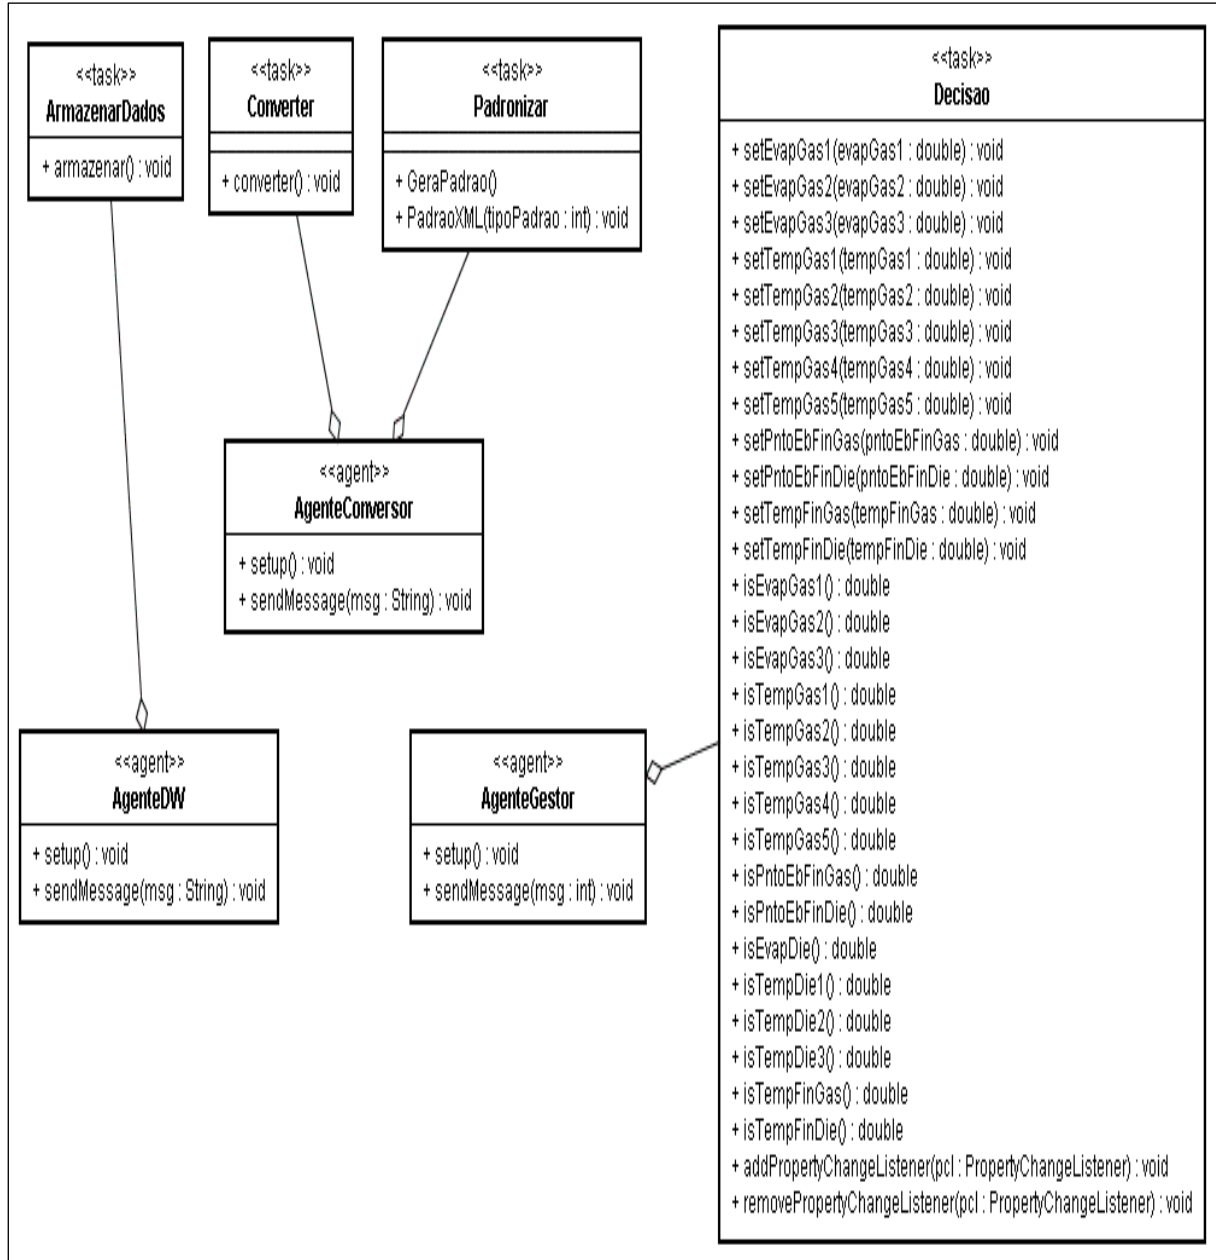 <<task>>
ArmazenarDados
+ armazenar() : void
<<task>>
Converter
+ converter() : void
<<task>>
Padronizar
+ GeraPadrao()
+ PadraoXML(tipoPadrao : int) : void
<<task>>
Decisao
+ setEvapGas1(evapGas1 : double) : void
+ setEvapGas2(evapGas2 : double) : void
+ setEvapGas3(evapGas3 : double) : void
+ setTempGas1(tempGas1 : double) : void
+ setTempGas2(tempGas2 : double) : void
+ setTempGas3(tempGas3 : double) : void
+ setTempGas4(tempGas4 : double) : void
+ setTempGas5(tempGas5 : double) : void
+ setPntoEbFinGas(pntoEbFinGas : double) : void
+ setPntoEbFinDie(pntoEbFinDie : double) : void
+ setTempFinGas(tempFinGas : double) : void
+ setTempFinDie(tempFinDie : double) : void
+ isEvapGas1() : double
+ isEvapGas2() : double
+ isEvapGas3() : double
+ isTempGas1() : double
+ isTempGas2() : double
+ isTempGas3() : double
+ isTempGas4() : double
+ isTempGas5() : double
+ isPntoEbFinGas() : double
+ isPntoEbFinDie() : double
+ isEvapDie() : double
+ isTempDie1() : double
+ isTempDie2() : double
+ isTempDie3() : double
+ isTempFinGas() : double
+ isTempFinDie() : double
+ addPropertyChangeListener(pcl : PropertyChangeListener) : void
+ removePropertyChangeListener(pcl : PropertyChangeListener) : void
<<agent>>
AgenteConversor
+ setup() : void
+ sendMessage(msg : String) : void
<<agent>>
AgenteDW
+ setup() : void
+ sendMessage(msg : String) : void
<<agent>>
AgenteGestor
+ setup() : void
+ sendMessage(msg : int) : void